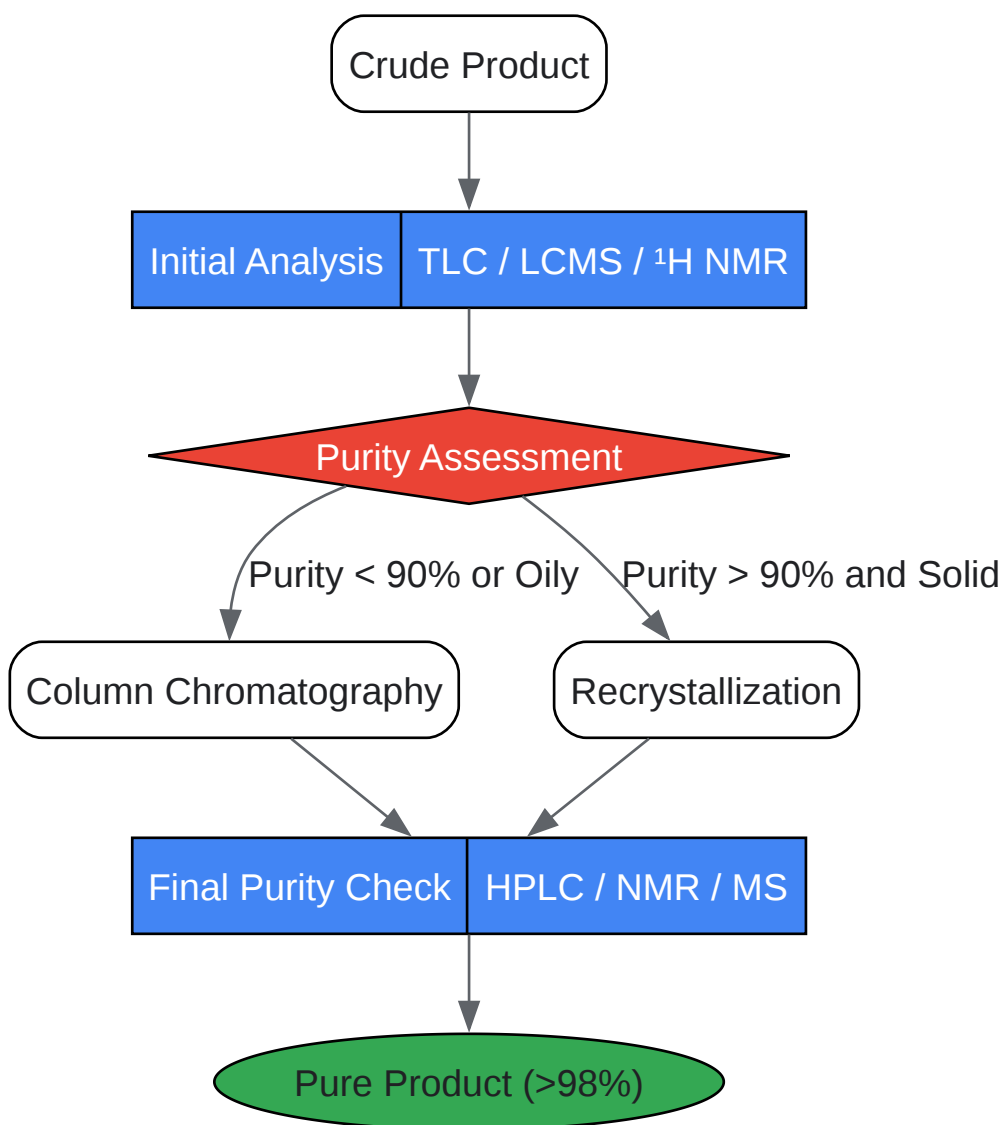 Crude Product
Initial Analysis
TLC / LCMS / ¹H NMR
Purity Assessment
Purity < 90% or Oily
Purity > 90% and Solid
Column Chromatography
Recrystallization
Final Purity Check
HPLC / NMR / MS
Pure Product (>98%)